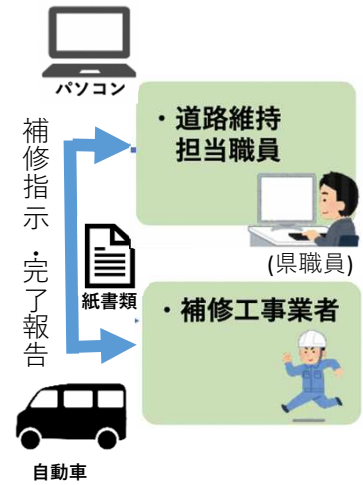 パソコン
・道路維持
担当職員
(県職員)
補修指示・完了報告
紙書類
・補修工事業者
自動車